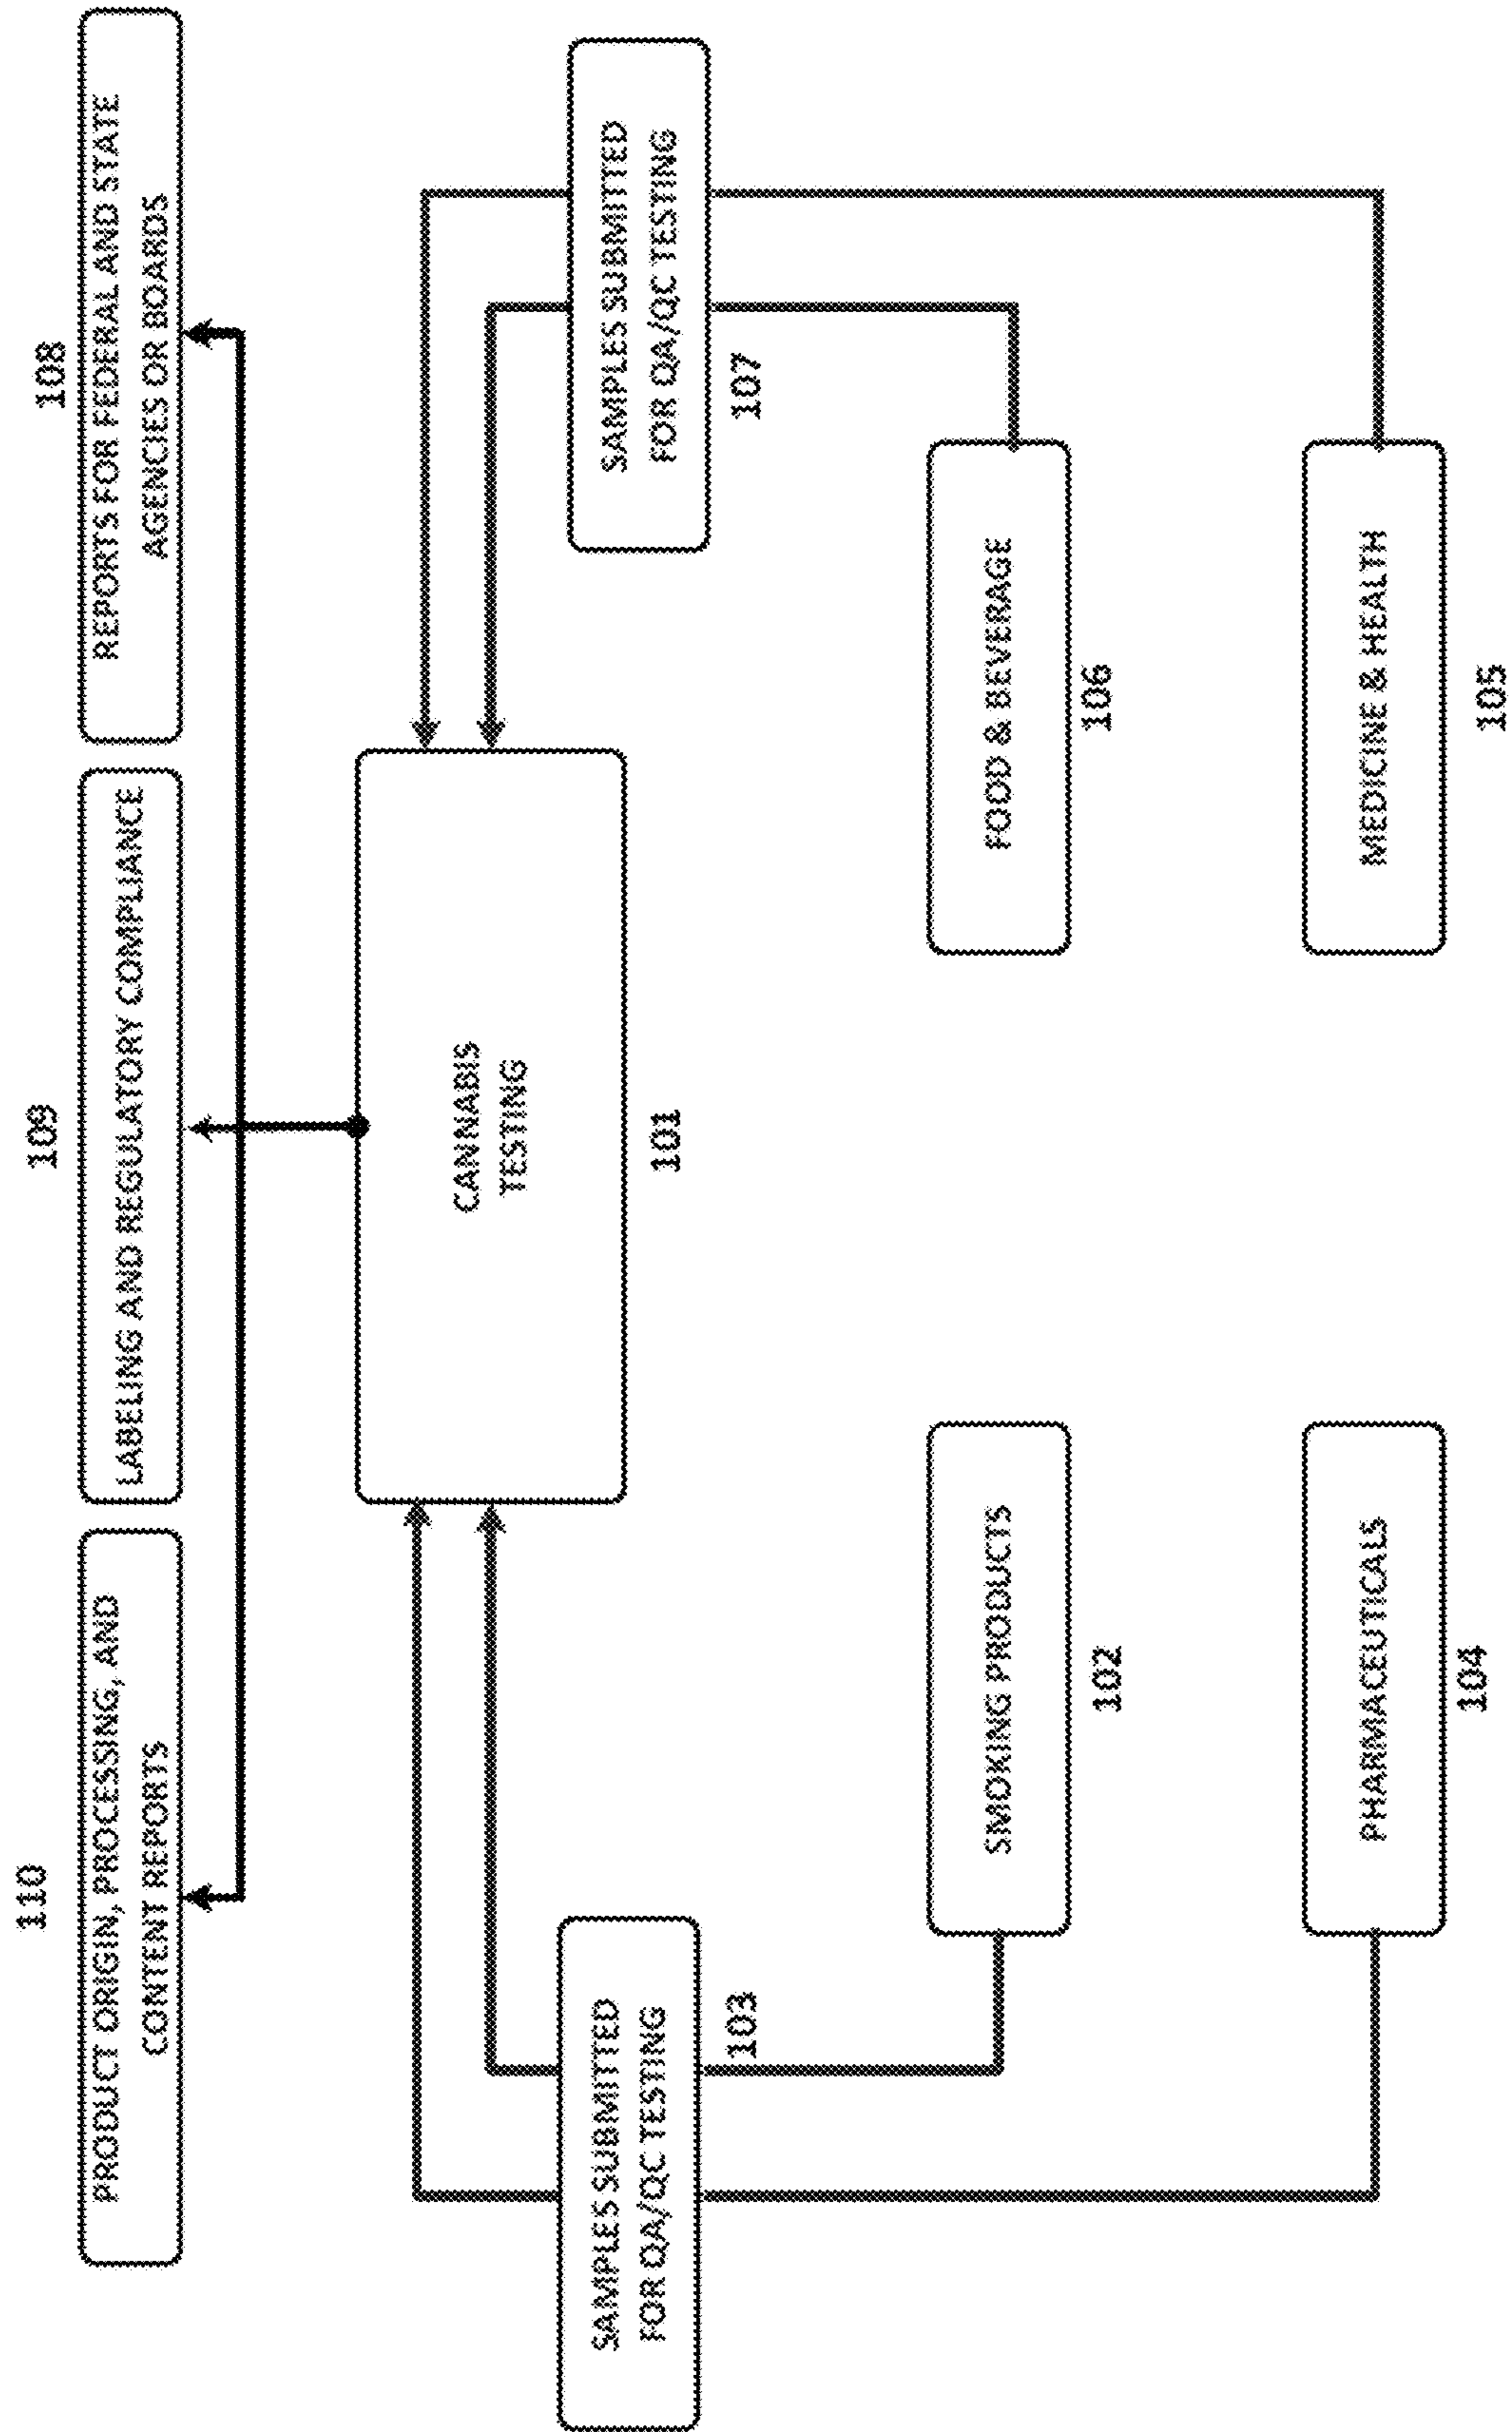 110
PRODUCT ORIGIN, PROCESSING, AND
CONTENT REPORTS
109
LABELING AND REGULATORY COMPLIANCE
108
REPORTS FOR FEDERAL AND STATE
AGENCIES OR BOARDS
CANNABIS
TESTING
101
SAMPLES SUBMITTED
FOR QA/QC TESTING
103
SAMPLES SUBMITTED
FOR QA/QC TESTING
107
SMOKING PRODUCTS
102
FOOD & BEVERAGE
106
PHARMACEUTICALS
104
MEDICINE & HEALTH
105